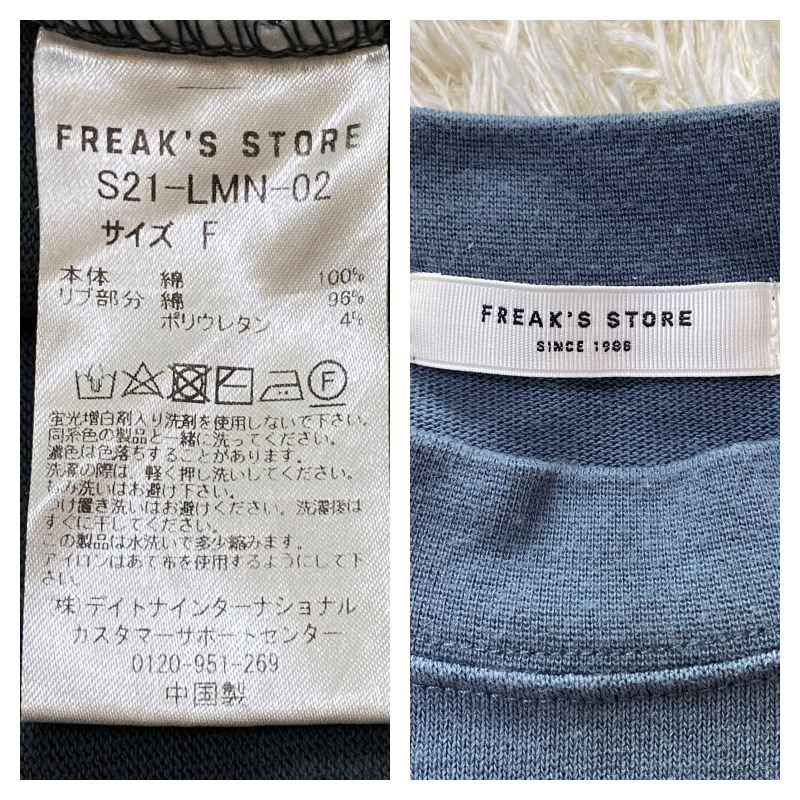 FREAK'S STORE
S21-LMN-02
サイズ F
本体 綿 100%
リブ部分 綿 96%
ポリウレタン 4%
F
蛍光増白剤入り洗剤を使用しないで下さい。
同系色の製品と一緒に洗ってください。
濃色は色落ちすることがあります。
洗濯の際は、軽く押し洗いしてください。
もみ洗いはお避け下さい。
つけ置き洗いはお避けください。洗濯後は
すぐに干してください。
この製品は水洗いで多少縮みます。
アイロンはあて布を使用するようにして下
さい。
(株)デイトナインターナショナル
カスタマーサポートセンター
0120-951-269
中国製
FREAK'S STORE
SINCE 1986